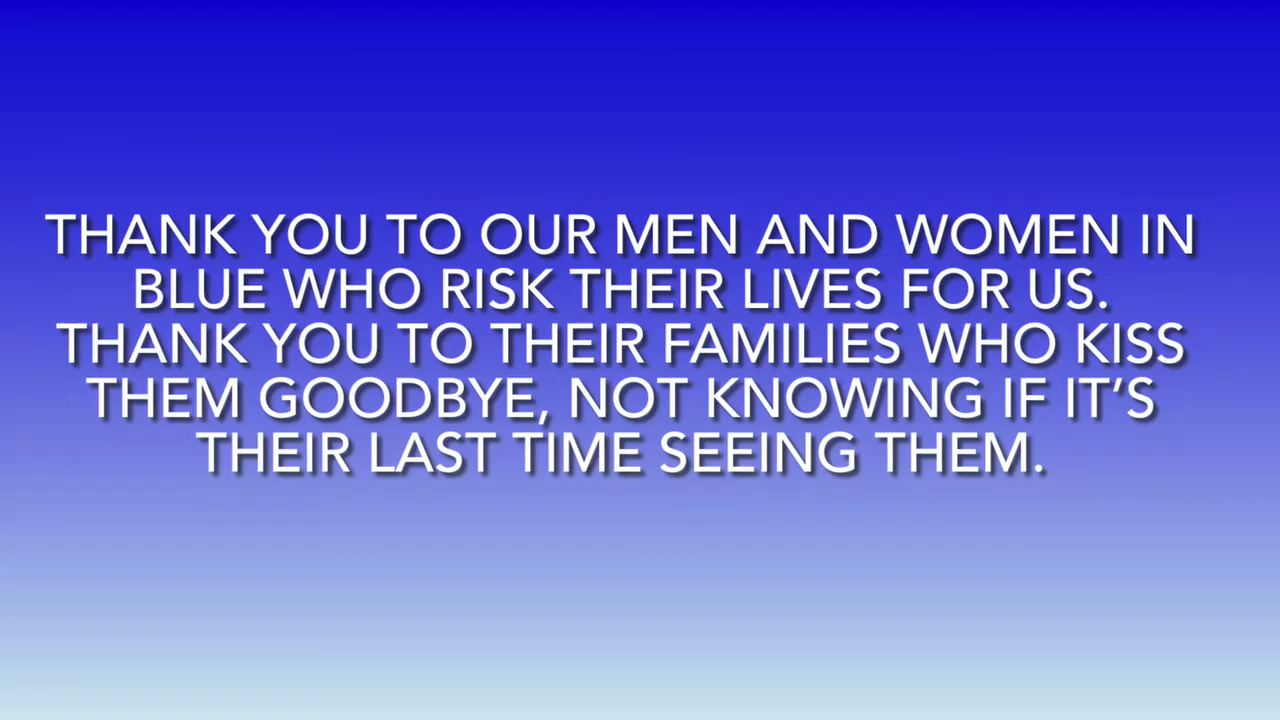 THANK YOU TO OUR MEN AND WOMEN IN
BLUE WHO RISK THEIR LIVES FOR US.
THANK YOU TO THEIR FAMILIES WHO KISS
THEM GOODBYE, NOT KNOWING IF IT’S
THEIR LAST TIME SEEING THEM.